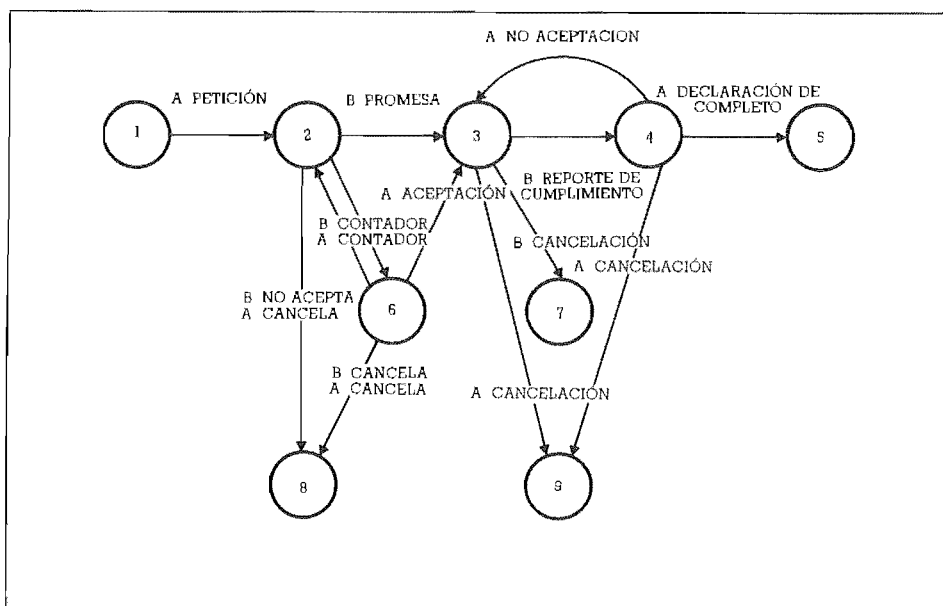 A NO ACEPTACION
A PETICIÓN
B PROMESA
A DECLARACIÓN DE
COMPLETO
1
2
3
4
5
A ACEPTACIÓN
B REPORTE DE
CUMPLIMIENTO
B CONTADOR
A CONTADOR
B CANCELACIÓN
A CANCELACIÓN
B NO ACEPTA
A CANCELA
6
7
B CANCELA
A CANCELA
A CANCELACIÓN
8
9